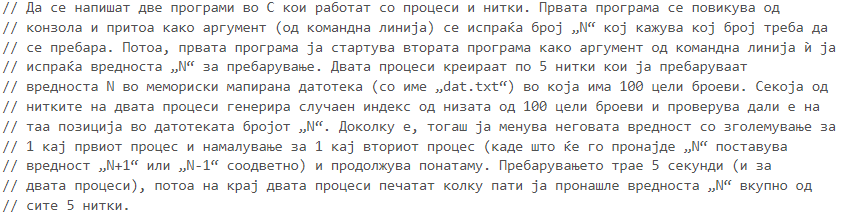 // Да се напишат две програми во C кои работат со процеси и нитки. Првата програма се повикува од
// конзола и притоа како аргумент (од командна линија) се испраќа број „N“ кој кажува кој број треба да
// се пребара. Потоа, првата програма ја стартува втората програма како аргумент од командна линија ѝ ја
// испраќа вредноста „N“ за пребарување. Двата процеси креираат по 5 нитки кои ја пребаруваат
// вредноста N во мемориски мапирана датотека (со име „dat.txt“) во која има 100 цели броеви. Секоја од
// нитките на двата процеси генерира случаен индекс од низата од 100 цели броеви и проверува дали е на
// таа позиција во датотеката бројот „N“. Доколку е, тогаш ја менува неговата вредност со зголемување за
// 1 кај првиот процес и намалување за 1 кај вториот процес (каде што ќе го пронајде „N“ поставува
// вредност „N+1“ или „N-1“ соодветно) и продолжува понатаму. Пребарувањето трае 5 секунди (и за
// двата процеси), потоа на крај двата процеси печатат колку пати ја пронашле вредноста „N“ вкупно од
// сите 5 нитки.